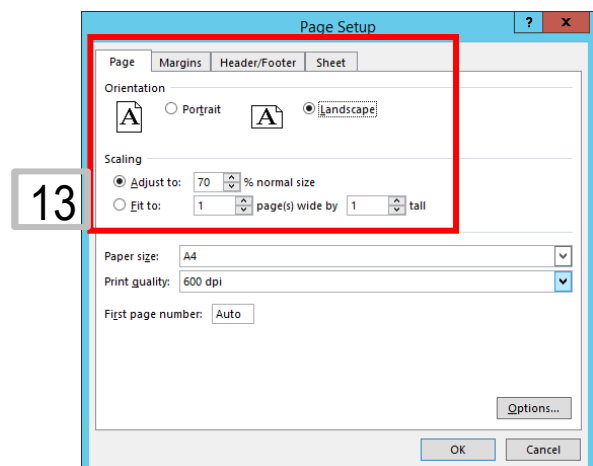 Page Setup ? x
Page Margins Header/Footer Sheet
Orientation
A Portrait A Landscape
Scaling
13
Adjust to: 70 % normal size
Fit to: 1 page(s) wide by 1 tall
Paper size: A4
Print quality: 600 dpi
First page number: Auto
Options...
OK Cancel